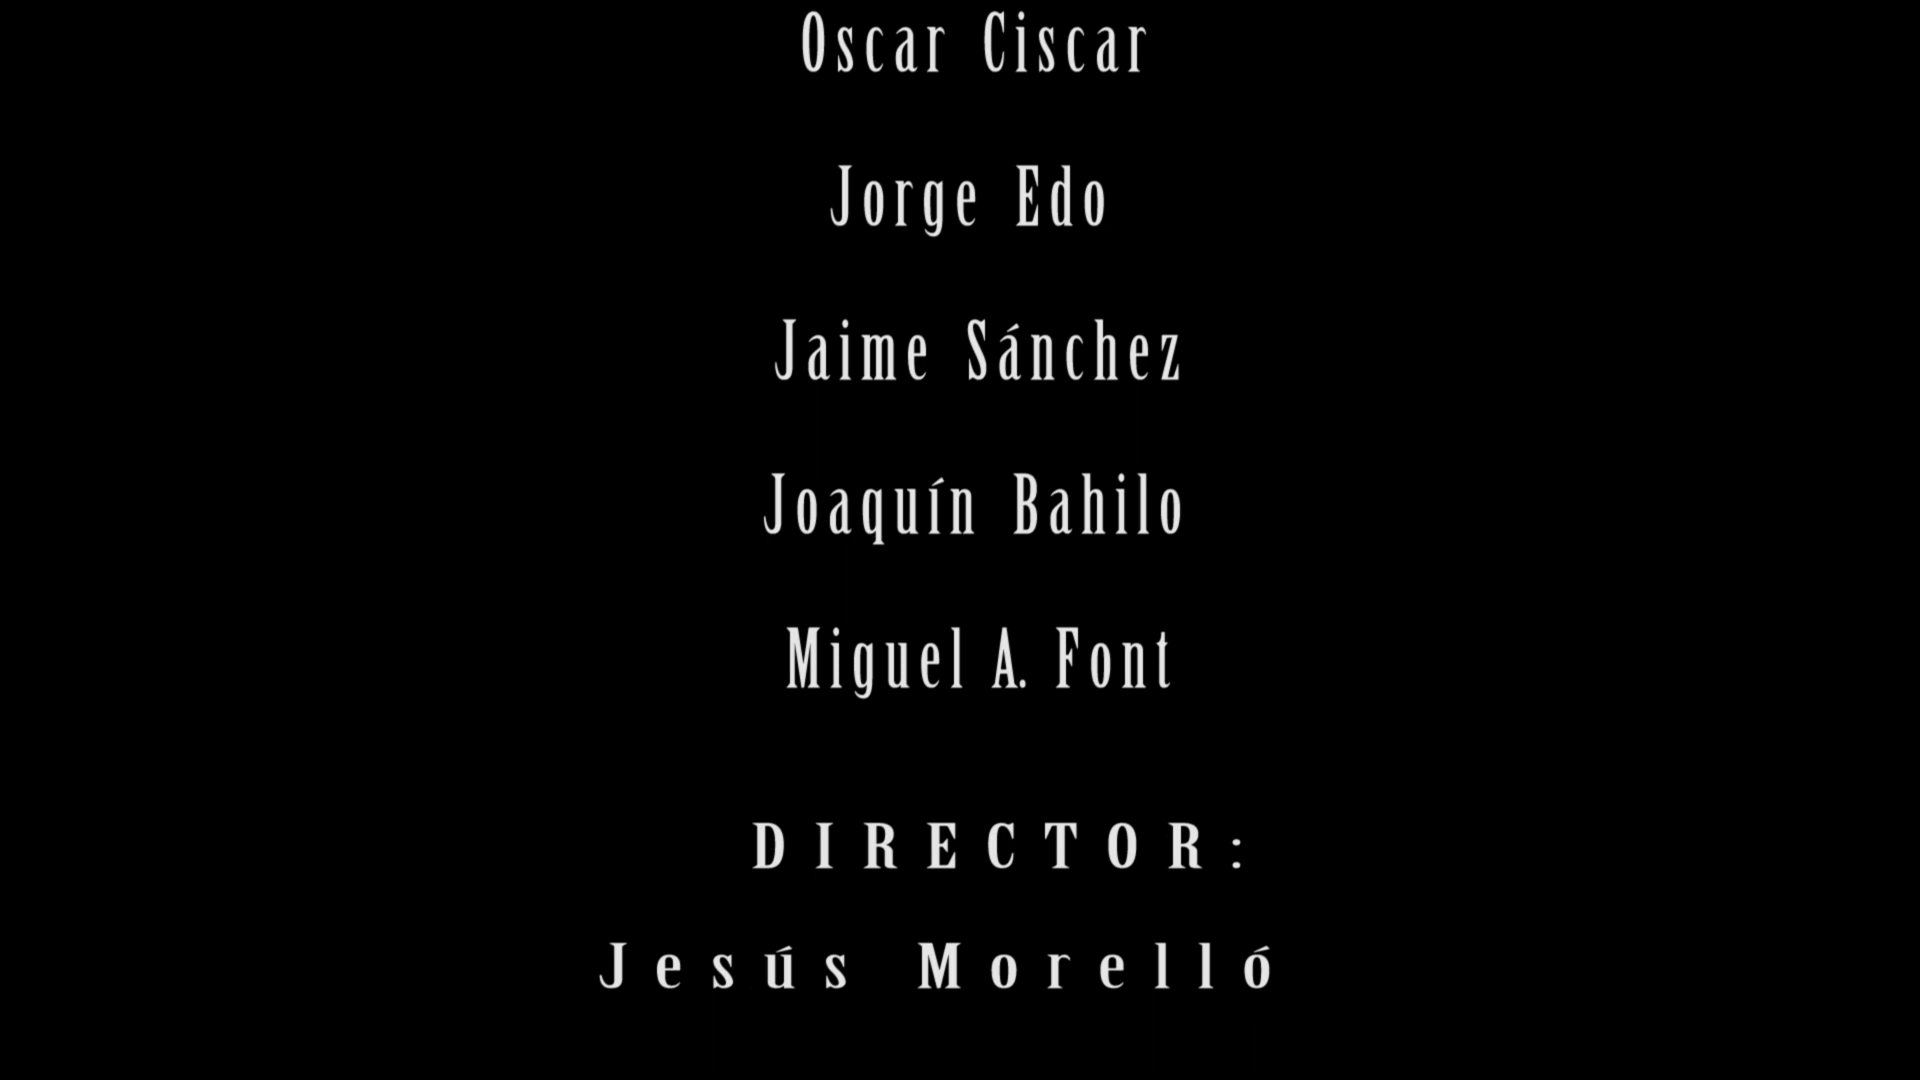 Oscar Ciscar
Jorge Edo
Jaime Sánchez
Joaquín Bahilo
Miguel A. Font
DIRECTOR:
Jesús Morelló